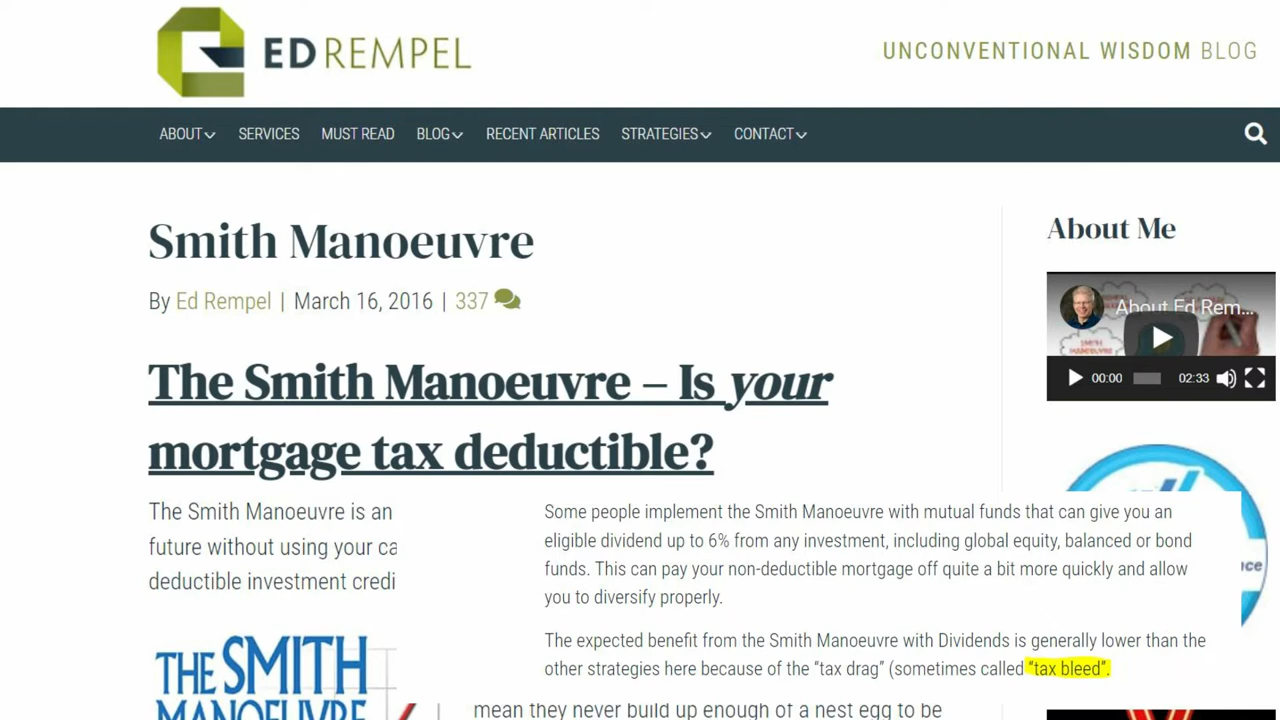 ED REMPEL
UNCONVENTIONAL WISDOM BLOG
ABOUT SERVICES MUST READ BLOG RECENT ARTICLES STRATEGIES CONTACT
Smith Manoeuvre
By Ed Rempel | March 16, 2016 | 337
The Smith Manoeuvre – Is your
mortgage tax deductible?
The Smith Manoeuvre is an
future without using your ca
deductible investment credi
THE SMITH
MANOEUVRE
Some people implement the Smith Manoeuvre with mutual funds that can give you an
eligible dividend up to 6% from any investment, including global equity, balanced or bond
funds. This can pay your non-deductible mortgage off quite a bit more quickly and allow
you to diversify properly.
The expected benefit from the Smith Manoeuvre with Dividends is generally lower than the
other strategies here because of the “tax drag” (sometimes called “tax bleed”.
mean they never build up enough of a nest egg to be
About Me
About Ed Rem...
SMITH
MANOEUVRE
00:00 02:33
nce